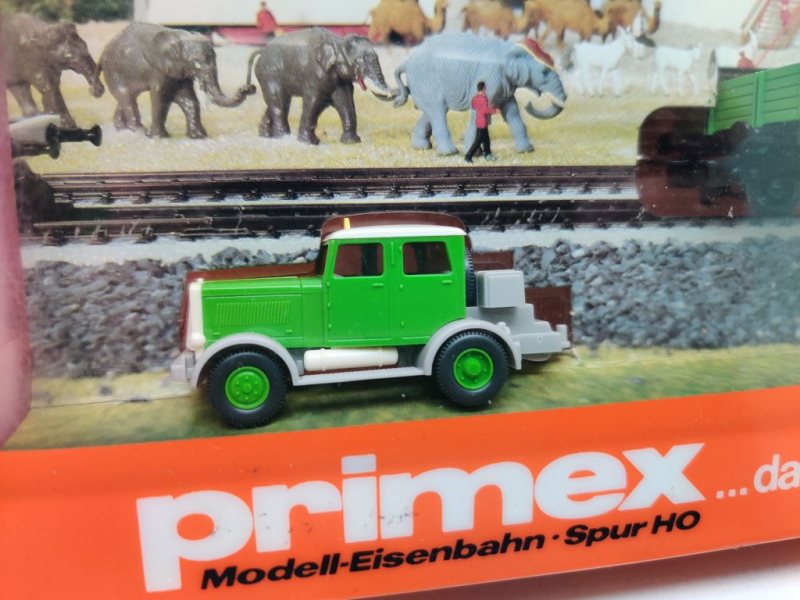 primex ...da
Modell-Eisenbahn · Spur HO